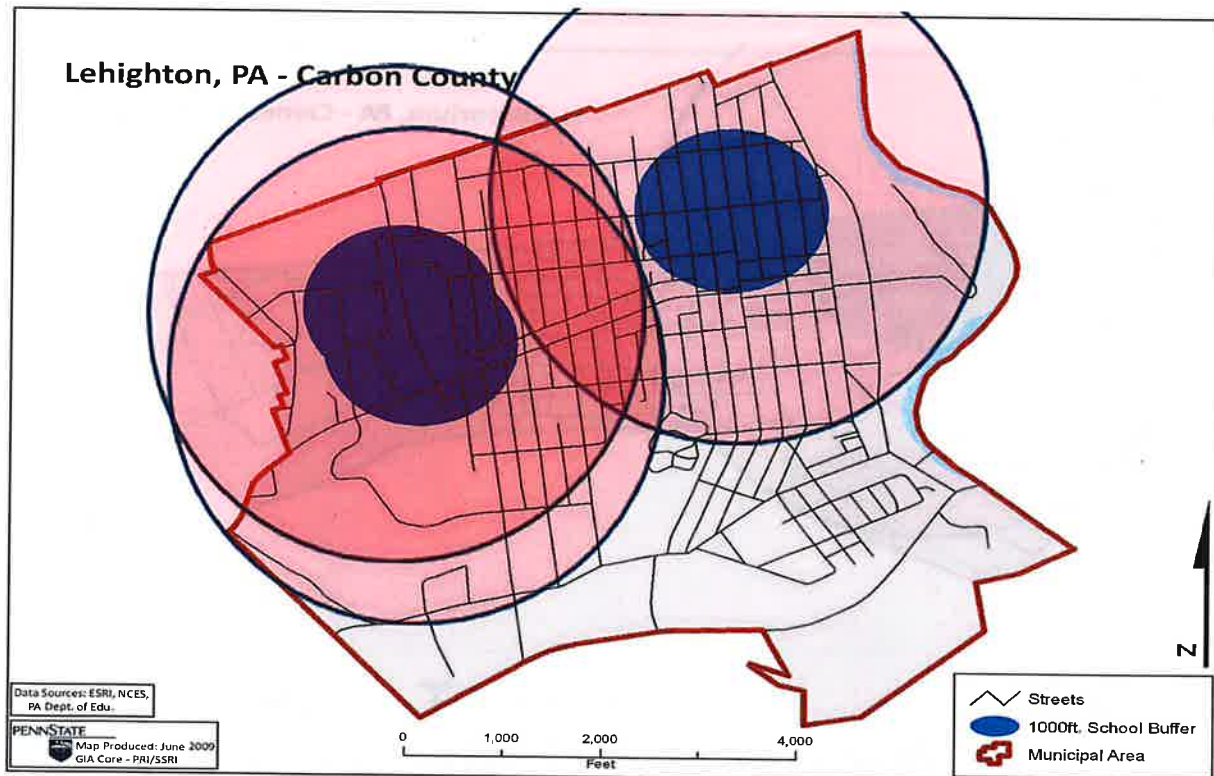 Lehighton, PA - Carbon County
N
Data Sources: ESRI, NCES,
PA Dept. of Edu.
PENNSTATE
Map Produced: June 2009
GIA Core - PRI/SSRI
0 1,000 2,000 4,000
Feet
Streets
1000ft. School Buffer
Municipal Area